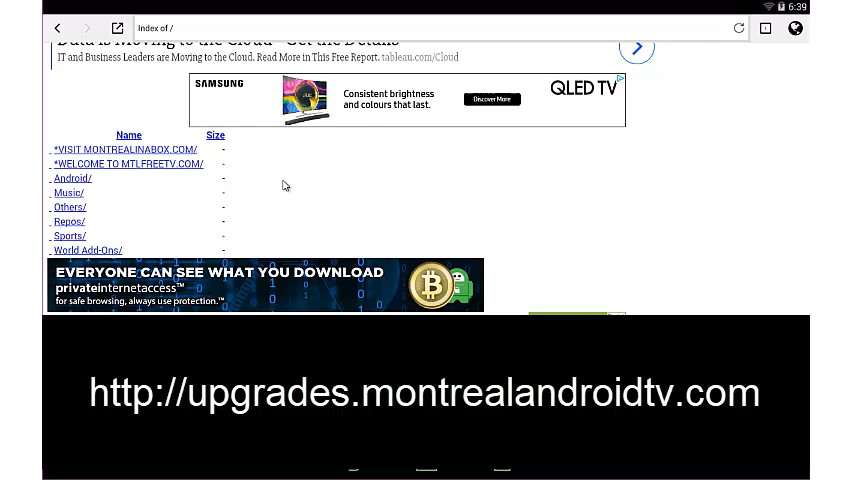 6:39
Index of /
Data is Moving to the Cloud - Get the Details
IT and Business Leaders are Moving to the Cloud. Read More in This Free Report. tableau.com/Cloud
SAMSUNG
Consistent brightness
and colours that last.
Discover More
QLED TV
Name Size
*VISIT MONTREALINABOX.COM/ -
*WELCOME TO MTLFREETV.COM/ -
Android/ -
Music/ -
Others/ -
Repos/ -
Sports/ -
World Add-Ons/ -
EVERYONE CAN SEE WHAT YOU DOWNLOAD
privateinternetaccess™
for safe browsing, always use protection.™
http://upgrades.montrealandroidtv.com